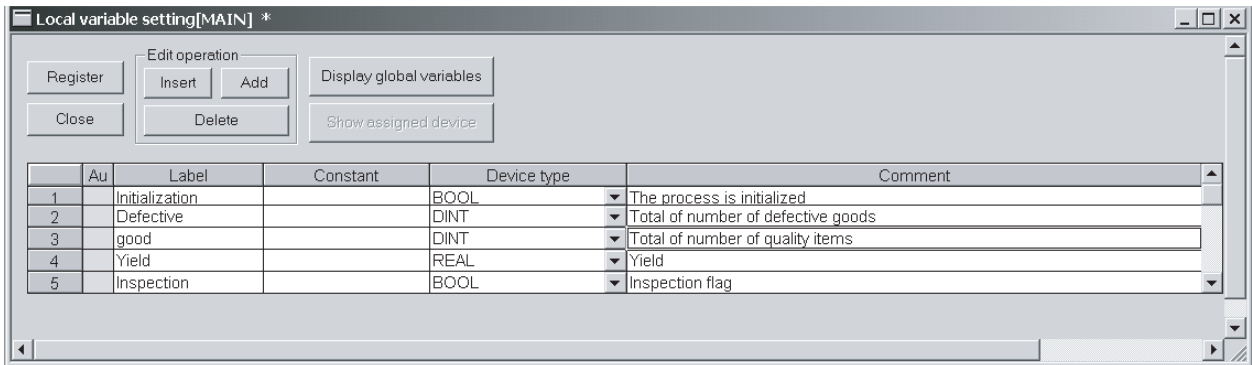 Local variable setting[MAIN] *
Edit operation
Register Insert Add Display global variables
Close Delete Show assigned device
Au Label Constant Device type Comment
1 Initialization BOOL The process is initialized
2 Defective DINT Total of number of defective goods
3 good DINT Total of number of quality items
4 Yield REAL Yield
5 Inspection BOOL Inspection flag